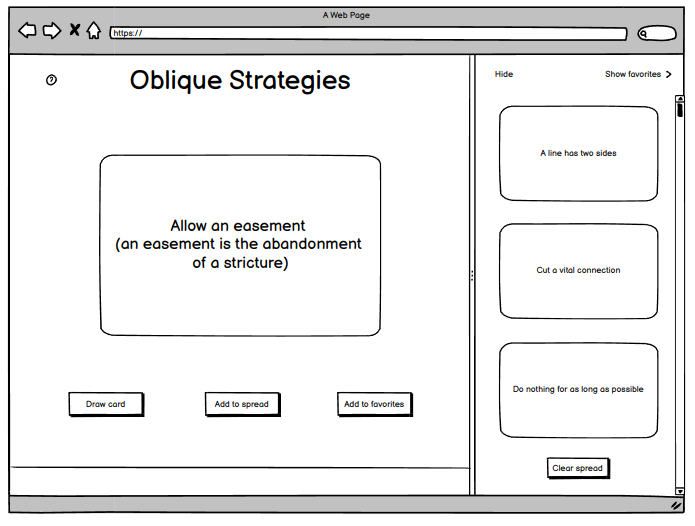 A Web Page
https://
?
Oblique Strategies
Allow an easement
(an easement is the abandonment
of a stricture)
Draw card
Add to spread
Add to favorites
Hide
Show favorites
A line has two sides
Cut a vital connection
Do nothing for as long as possible
Clear spread